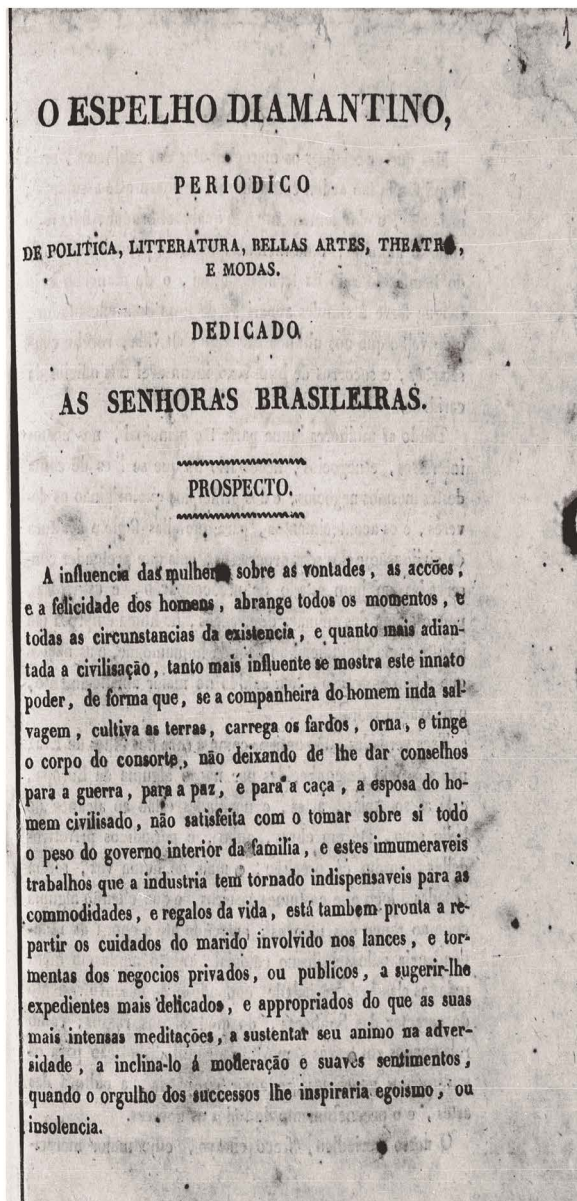 1
O ESPELHO DIAMANTINO,
PERIODICO
DE POLITICA, LITTERATURA, BELLAS ARTES, THEATRO,
E MODAS.
DEDICADO
AS SENHORAS BRASILEIRAS.
PROSPECTO.
A influencia das mulheres sobre as vontades, as acções,
e a felicidade dos homens, abrange todos os momentos, e
todas as circunstancias da existencia, e quanto mais adian-
tada a civilisação, tanto mais influente se mostra este innato
poder, de forma que, se a companheira do homem inda sal-
vagem, cultiva as terras, carrega os fardos, orna, e tinge
o corpo do consorte, não deixando de lhe dar conselhos
para a guerra, para a paz, e para a caça, a esposa do ho-
mem civilisado, não satisfeita com o tomar sobre si todo
o peso do governo interior da familia, e estes innumeraveis
trabalhos que a industria tem tornado indispensaveis para as
commodidades, e regalos da vida, está tambem pronta a re-
partir os cuidados do marido involvido nos lances, e tor-
mentas dos negocios privados, ou publicos, a sugerir-lhe
expedientes mais delicados, e appropriados do que as suas
mais intensas meditações, a sustentar seu animo na adver-
sidade, a inclina-lo á moderação e suaves sentimentos,
quando o orgulho dos successos lhe inspiraria egoismo, ou
insolencia.